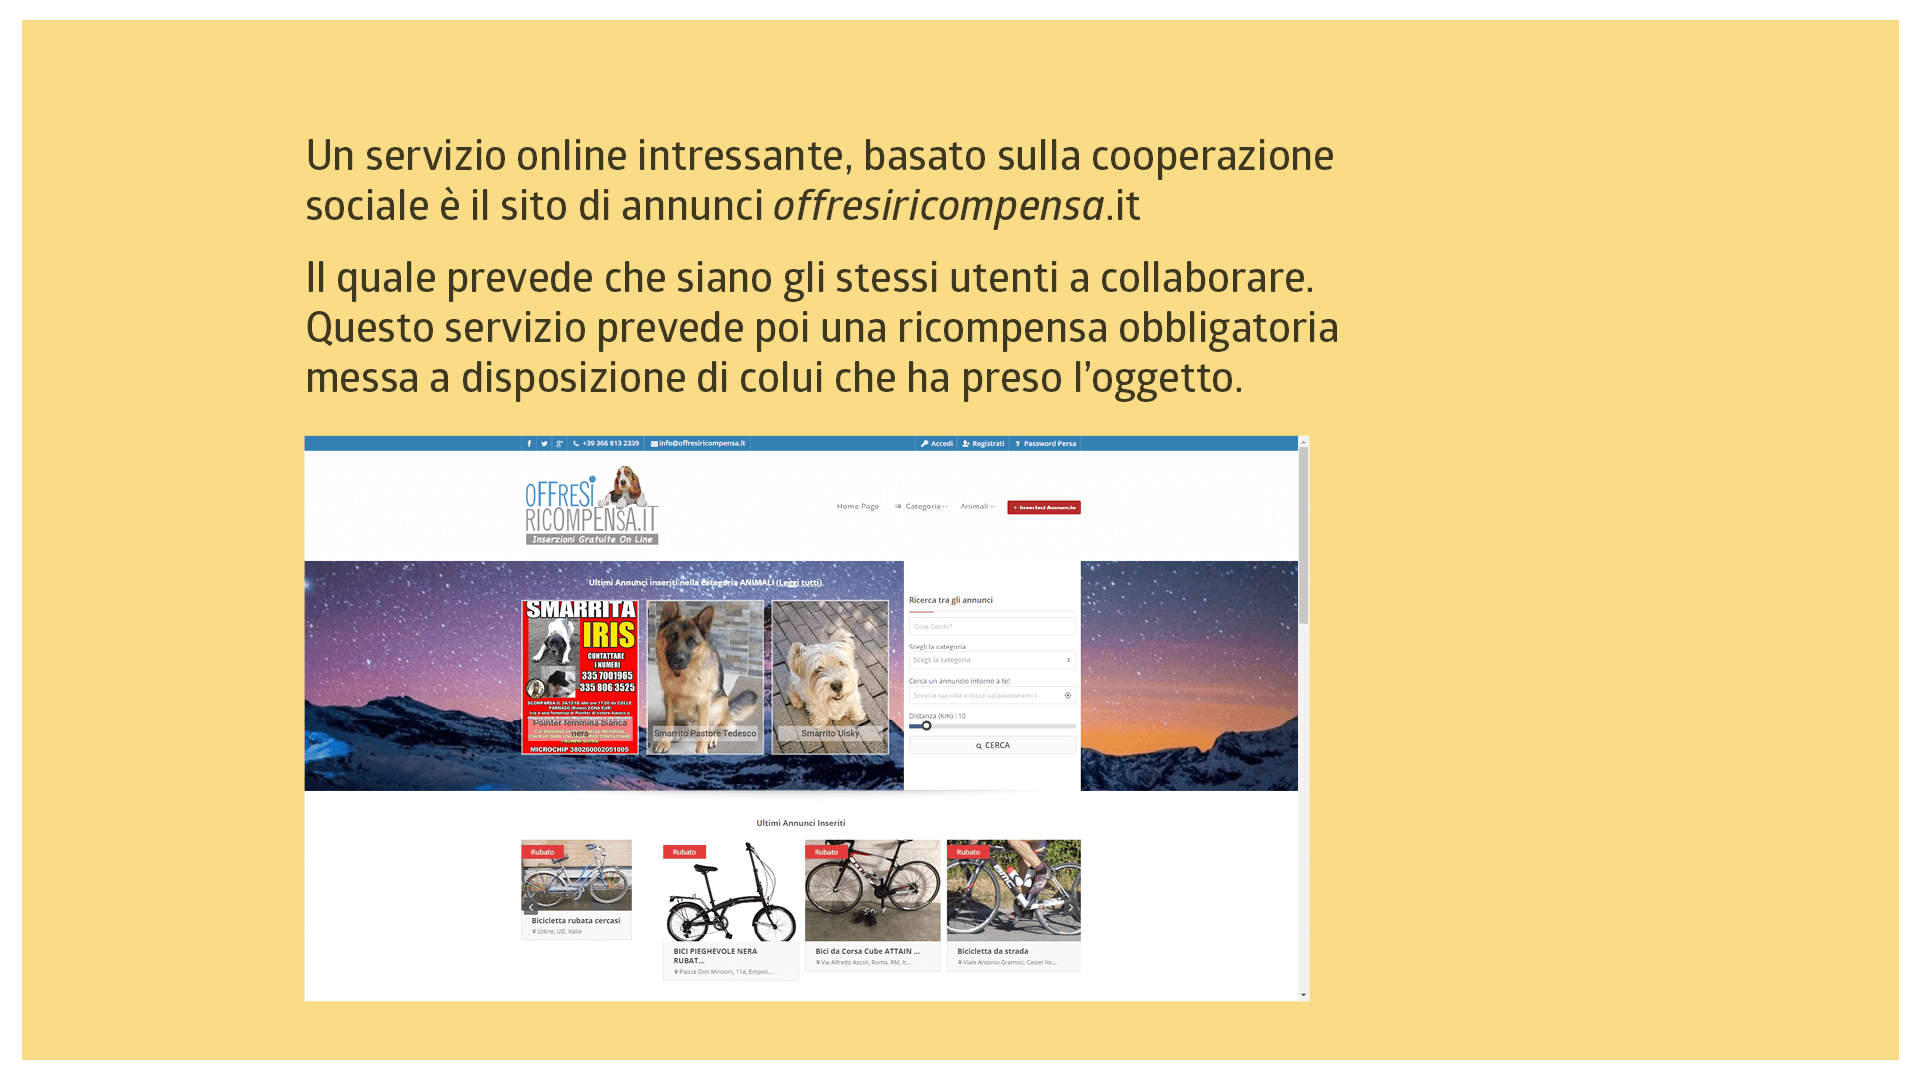 Un servizio online intressante, basato sulla cooperazione
sociale è il sito di annunci offresiricompensa.it
Il quale prevede che siano gli stessi utenti a collaborare.
Questo servizio prevede poi una ricompensa obbligatoria
messa a disposizione di colui che ha preso l’oggetto.
+39 366 813 2339 info@offresiricompensa.it Accedi Registrati ? Password Persa
OFFRESI
RICOMPENSA.IT
Inserzioni Gratuite On Line
Home Page Categorie Animali + Inserisci Annuncio
Ultimi Annunci inseriti nella categoria ANIMALI (Leggi tutti)
SMARRITA
IRIS
CONTATTARE
I NUMERI
335 7001965
335 806 3525
Pointer femmina bianca
nera
MICROCHIP 380260002051005
Smarrito Pastore Tedesco
Smarrito Uisky
Ricerca tra gli annunci
Cosa Cerchi?
Scegli la categoria
Scegli la categoria
Cerca un annuncio intorno a te!
Scrivi la tua città o clicca sul posizionami »
Distanza (Km) : 10
CERCA
Ultimi Annunci Inseriti
Rubato
Bicicletta rubata cercasi
Udine, UD, Italia
Rubato
BICI PIEGHEVOLE NERA
RUBAT...
Piazza Don Minzoni, 11a, Empoli,...
Rubato
Bici da Corsa Cube ATTAIN ...
Via Alfredo Ascoli, Roma, RM, It...
Rubato
Bicicletta da strada
Viale Antonio Gramsci, Castel Vo...